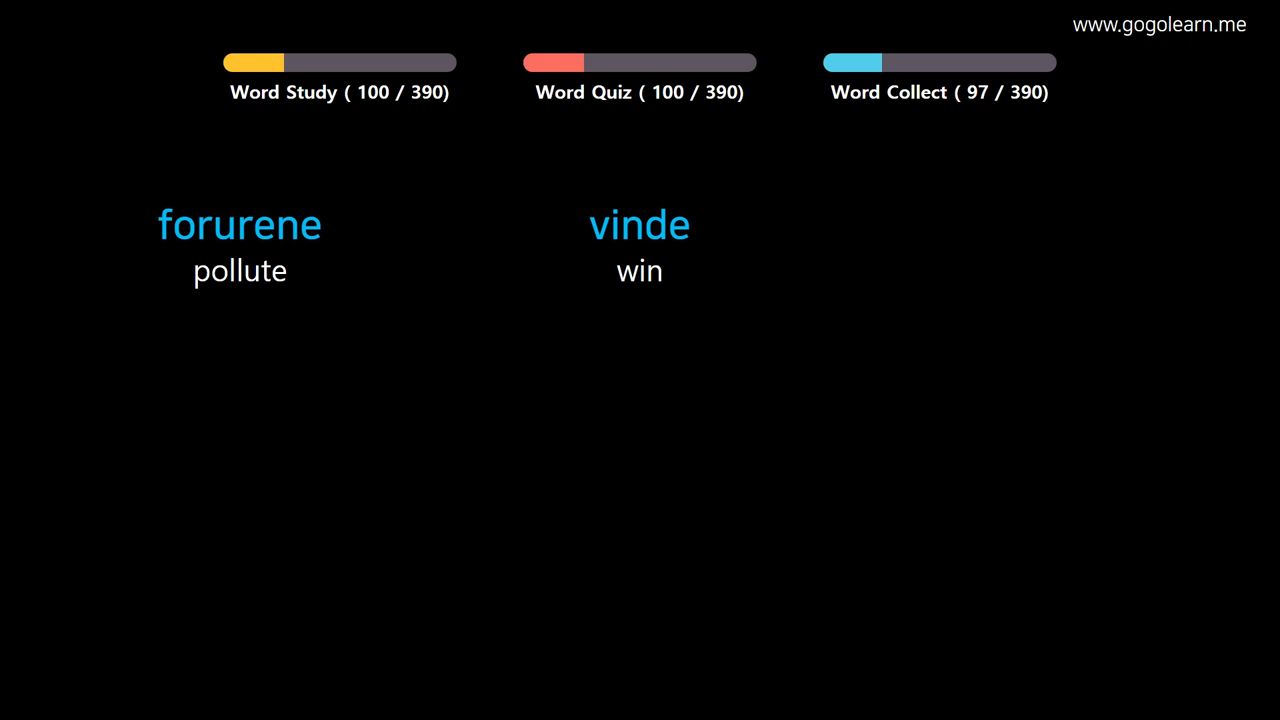 www.gogolearn.me
Word Study ( 100 / 390)
Word Quiz ( 100 / 390)
Word Collect ( 97 / 390)
forurene
pollute
vinde
win